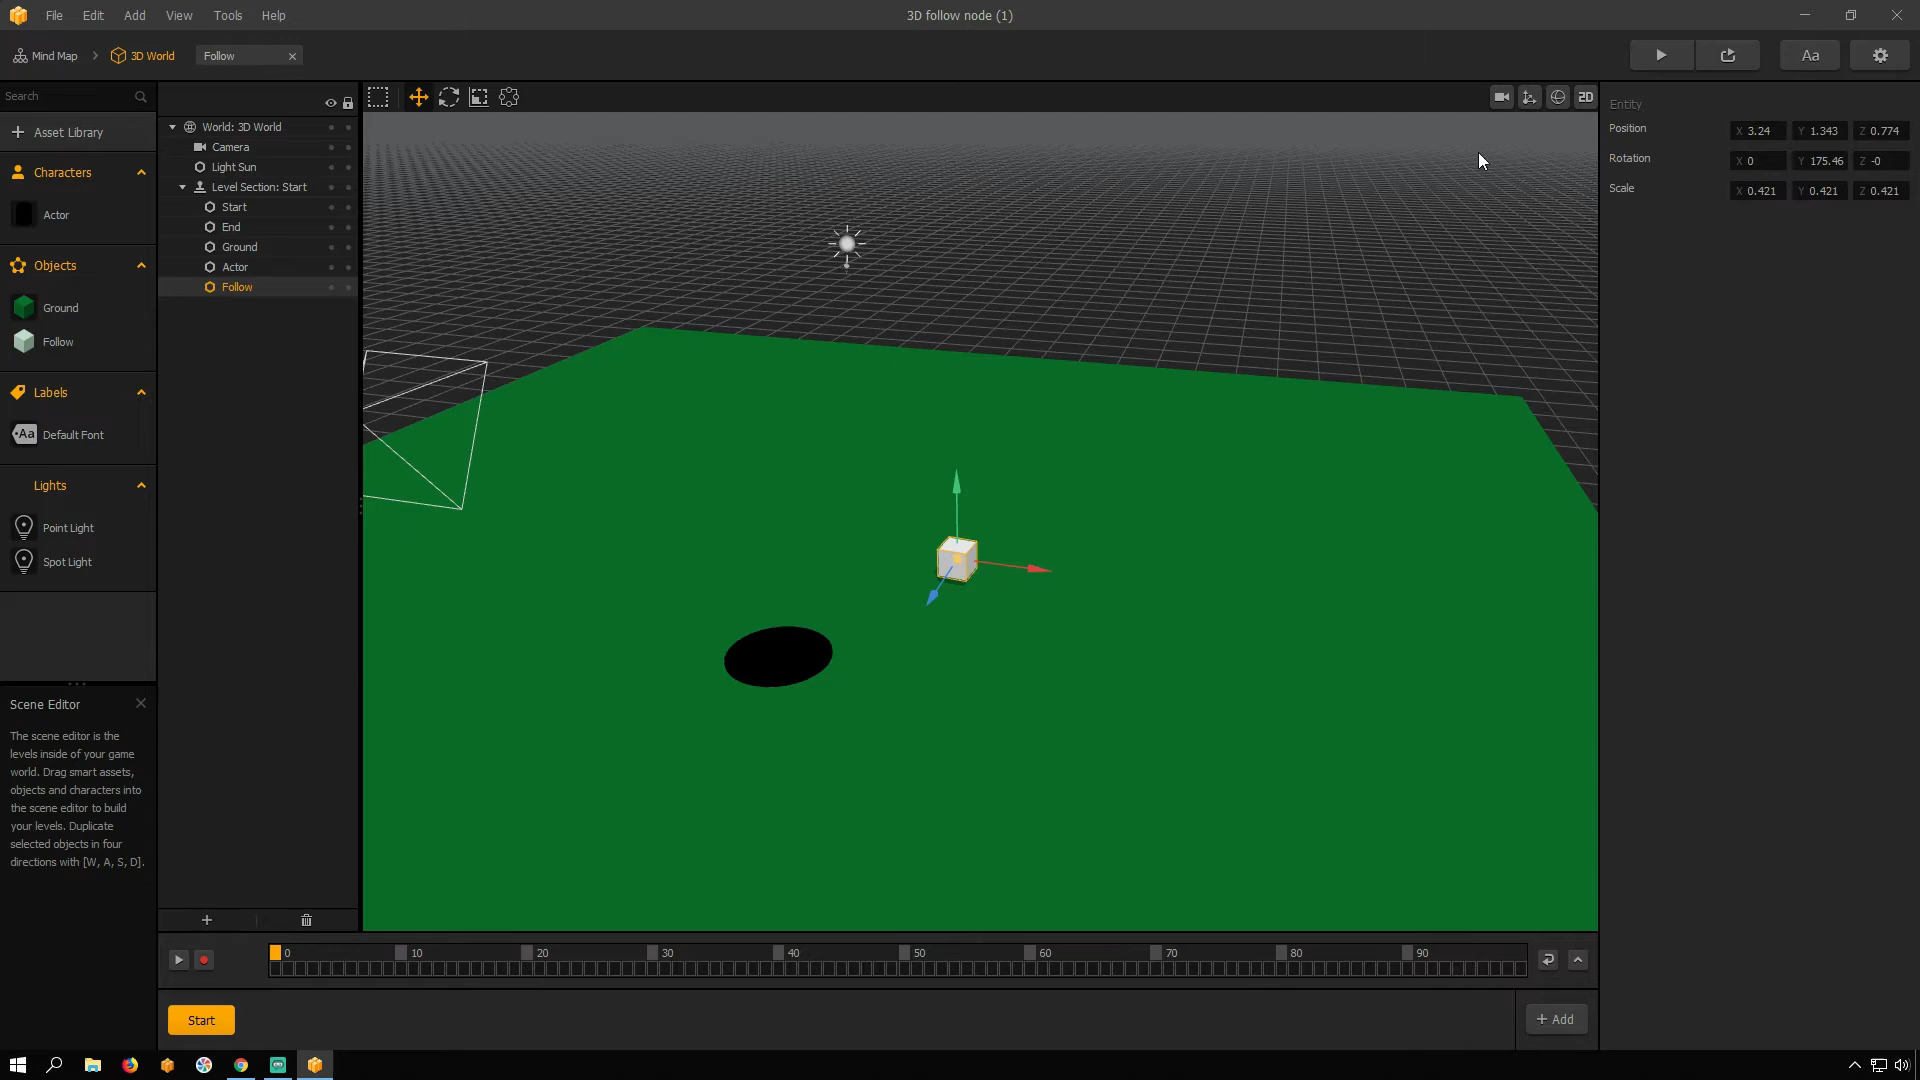 File Edit Add View Tools Help
3D follow node (1)
Mind Map
3D World
Follow
Aa
Search
Asset Library
Characters
Actor
Objects
Ground
Follow
Labels
Aa Default Font
Lights
Point Light
Spot Light
Scene Editor
The scene editor is the
levels inside of your game
world. Drag smart assets,
objects and characters into
the scene editor to build
your levels. Duplicate
selected objects in four
directions with [W, A, S, D].
World: 3D World
Camera
Light Sun
Level Section: Start
Start
End
Ground
Actor
Follow
2D
Entity
Position X 3.24 Y 1.343 Z 0.774
Rotation X 0 Y 175.46 Z -0
Scale X 0.421 Y 0.421 Z 0.421
0 10 20 30 40 50 60 70 80 90
Start
+ Add